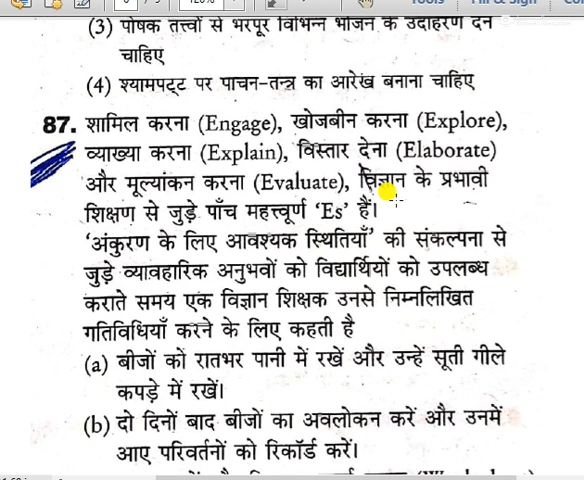 (3) पोषक तत्त्वों से भरपूर विभिन्न भोजन के उदाहरण देने
चाहिए
(4) श्यामपट्ट पर पाचन-तन्त्र का आरेख बनाना चाहिए
87. शामिल करना (Engage), खोजबीन करना (Explore),
व्याख्या करना (Explain), विस्तार देना (Elaborate)
और मूल्यांकन करना (Evaluate), विज्ञान के प्रभावी
शिक्षण से जुड़े पाँच महत्त्वूर्ण ‘Es’ हैं।
‘अंकुरण के लिए आवश्यक स्थितियाँ’ की संकल्पना से
जुड़े व्यावहारिक अनुभवों को विद्यार्थियों को उपलब्ध
कराते समय एक विज्ञान शिक्षक उनसे निम्नलिखित
गतिविधियाँ करने के लिए कहती है
(a) बीजों को रातभर पानी में रखें और उन्हें सूती गीले
कपड़े में रखें।
(b) दो दिनों बाद बीजों का अवलोकन करें और उनमें
आए परिवर्तनों को रिकॉर्ड करें।